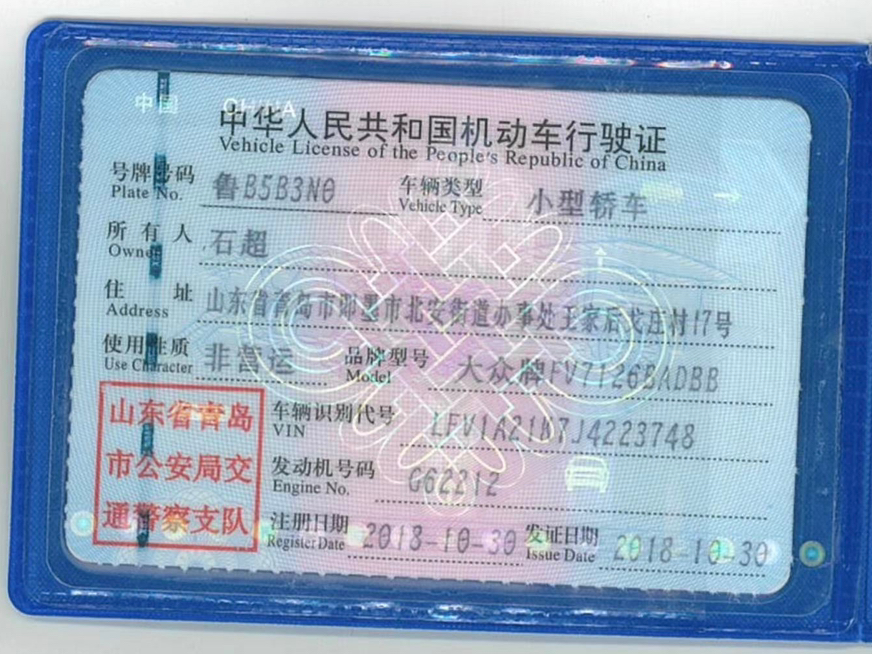 中国 CHINA
中华人民共和国机动车行驶证
Vehicle License of the People's Republic of China
号牌号码 鲁B5B3N0 车辆类型 小型轿车
Plate No. Vehicle Type
所有人 石超
Owner
住址 山东省青岛市即墨市北安街道办事处王家后戈庄村17号
Address
使用性质 非营运 品牌型号 大众牌FV7126BADBB
Use Character Model
山东省青岛
市公安局交
通警察支队
车辆识别代号
VIN
发动机号码 G62212
Engine No.
注册日期 2018-10-30 发证日期 2018-10-30
Register Date Issue Date